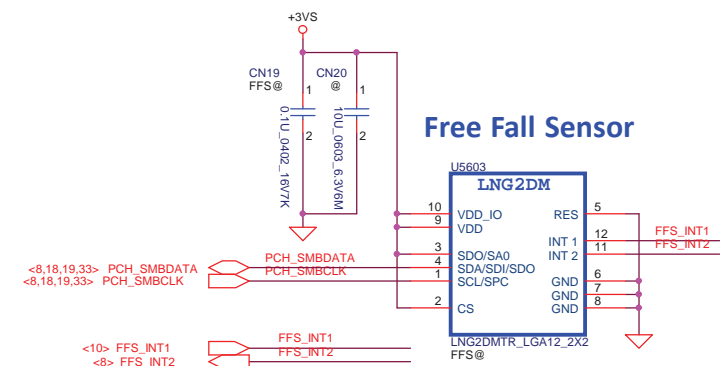 +3VS
CN19
FFS@
CN20
@
1
1
2
2
0.1U_0402_16V7K
10U_0603_6.3V6M
Free Fall Sensor
U5603
LNG2DM
10
VDD_IO
RES
5
9
VDD
INT 1
12
FFS_INT1
INT 2
11
FFS_INT2
3
SDO/SA0
4
SDA/SDI/SDO
1
SCL/SPC
GND
6
GND
7
GND
8
2
CS
<8,18,19,33> PCH_SMBDATA
PCH_SMBDATA
<8,18,19,33> PCH_SMBCLK
PCH_SMBCLK
LNG2DMTR_LGA12_2X2
FFS@
<10> FFS_INT1
FFS_INT1
<8> FFS_INT2
FFS_INT2